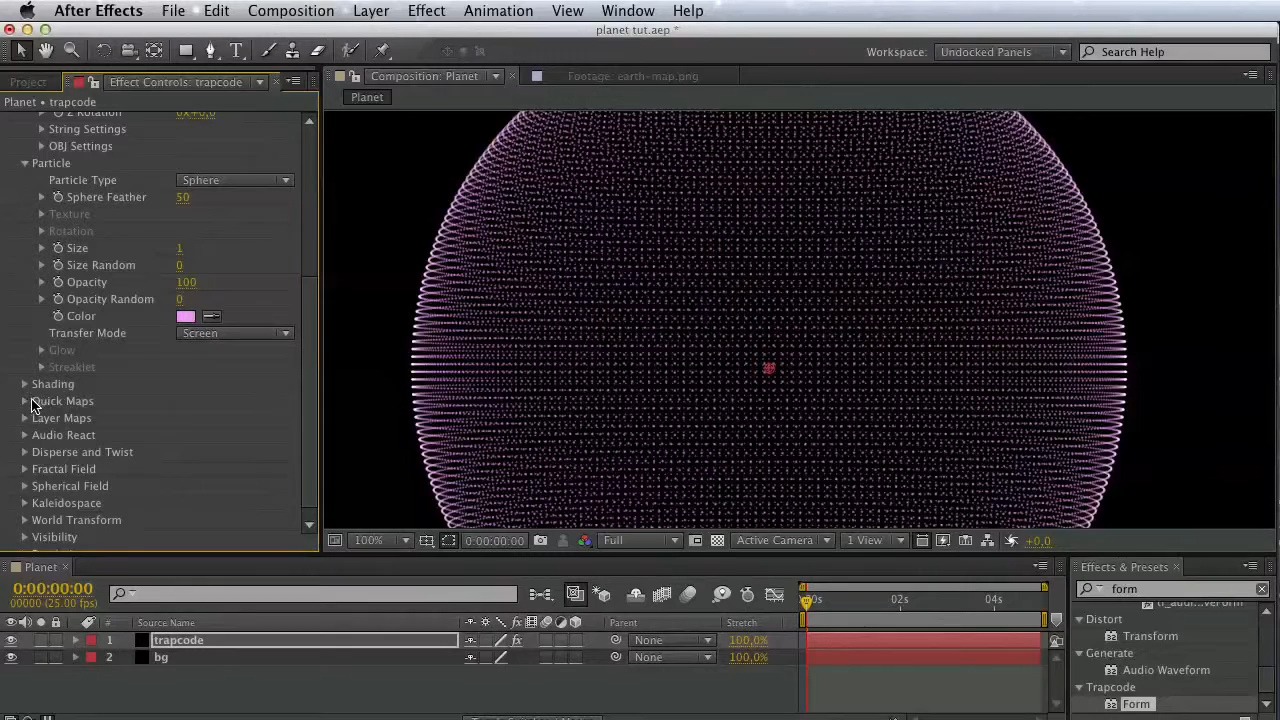 After Effects File Edit Composition Layer Effect Animation View Window Help
planet tut.aep *
Workspace: Undocked Panels Search Help
Project Effect Controls: trapcode Composition: Planet Footage: earth-map.png
Planet • trapcode Planet
Z Rotation 0x+0,0
String Settings
OBJ Settings
Particle
Particle Type Sphere
Sphere Feather 50
Texture
Rotation
Size 1
Size Random 0
Opacity 100
Opacity Random 0
Color
Transfer Mode Screen
Glow
Streaklet
Shading
Quick Maps
Layer Maps
Audio React
Disperse and Twist
Fractal Field
Spherical Field
Kaleidospace
World Transform
Visibility
100% 0:00:00:00 Full Active Camera 1 View +0,0
Planet Effects & Presets
0:00:00:00
00000 (25.00 fps)
form
0s 02s 04s
# Source Name Parent Stretch
1 trapcode None 100,0%
2 bg None 100,0%
Distort
Transform
Generate
Audio Waveform
Trapcode
Form